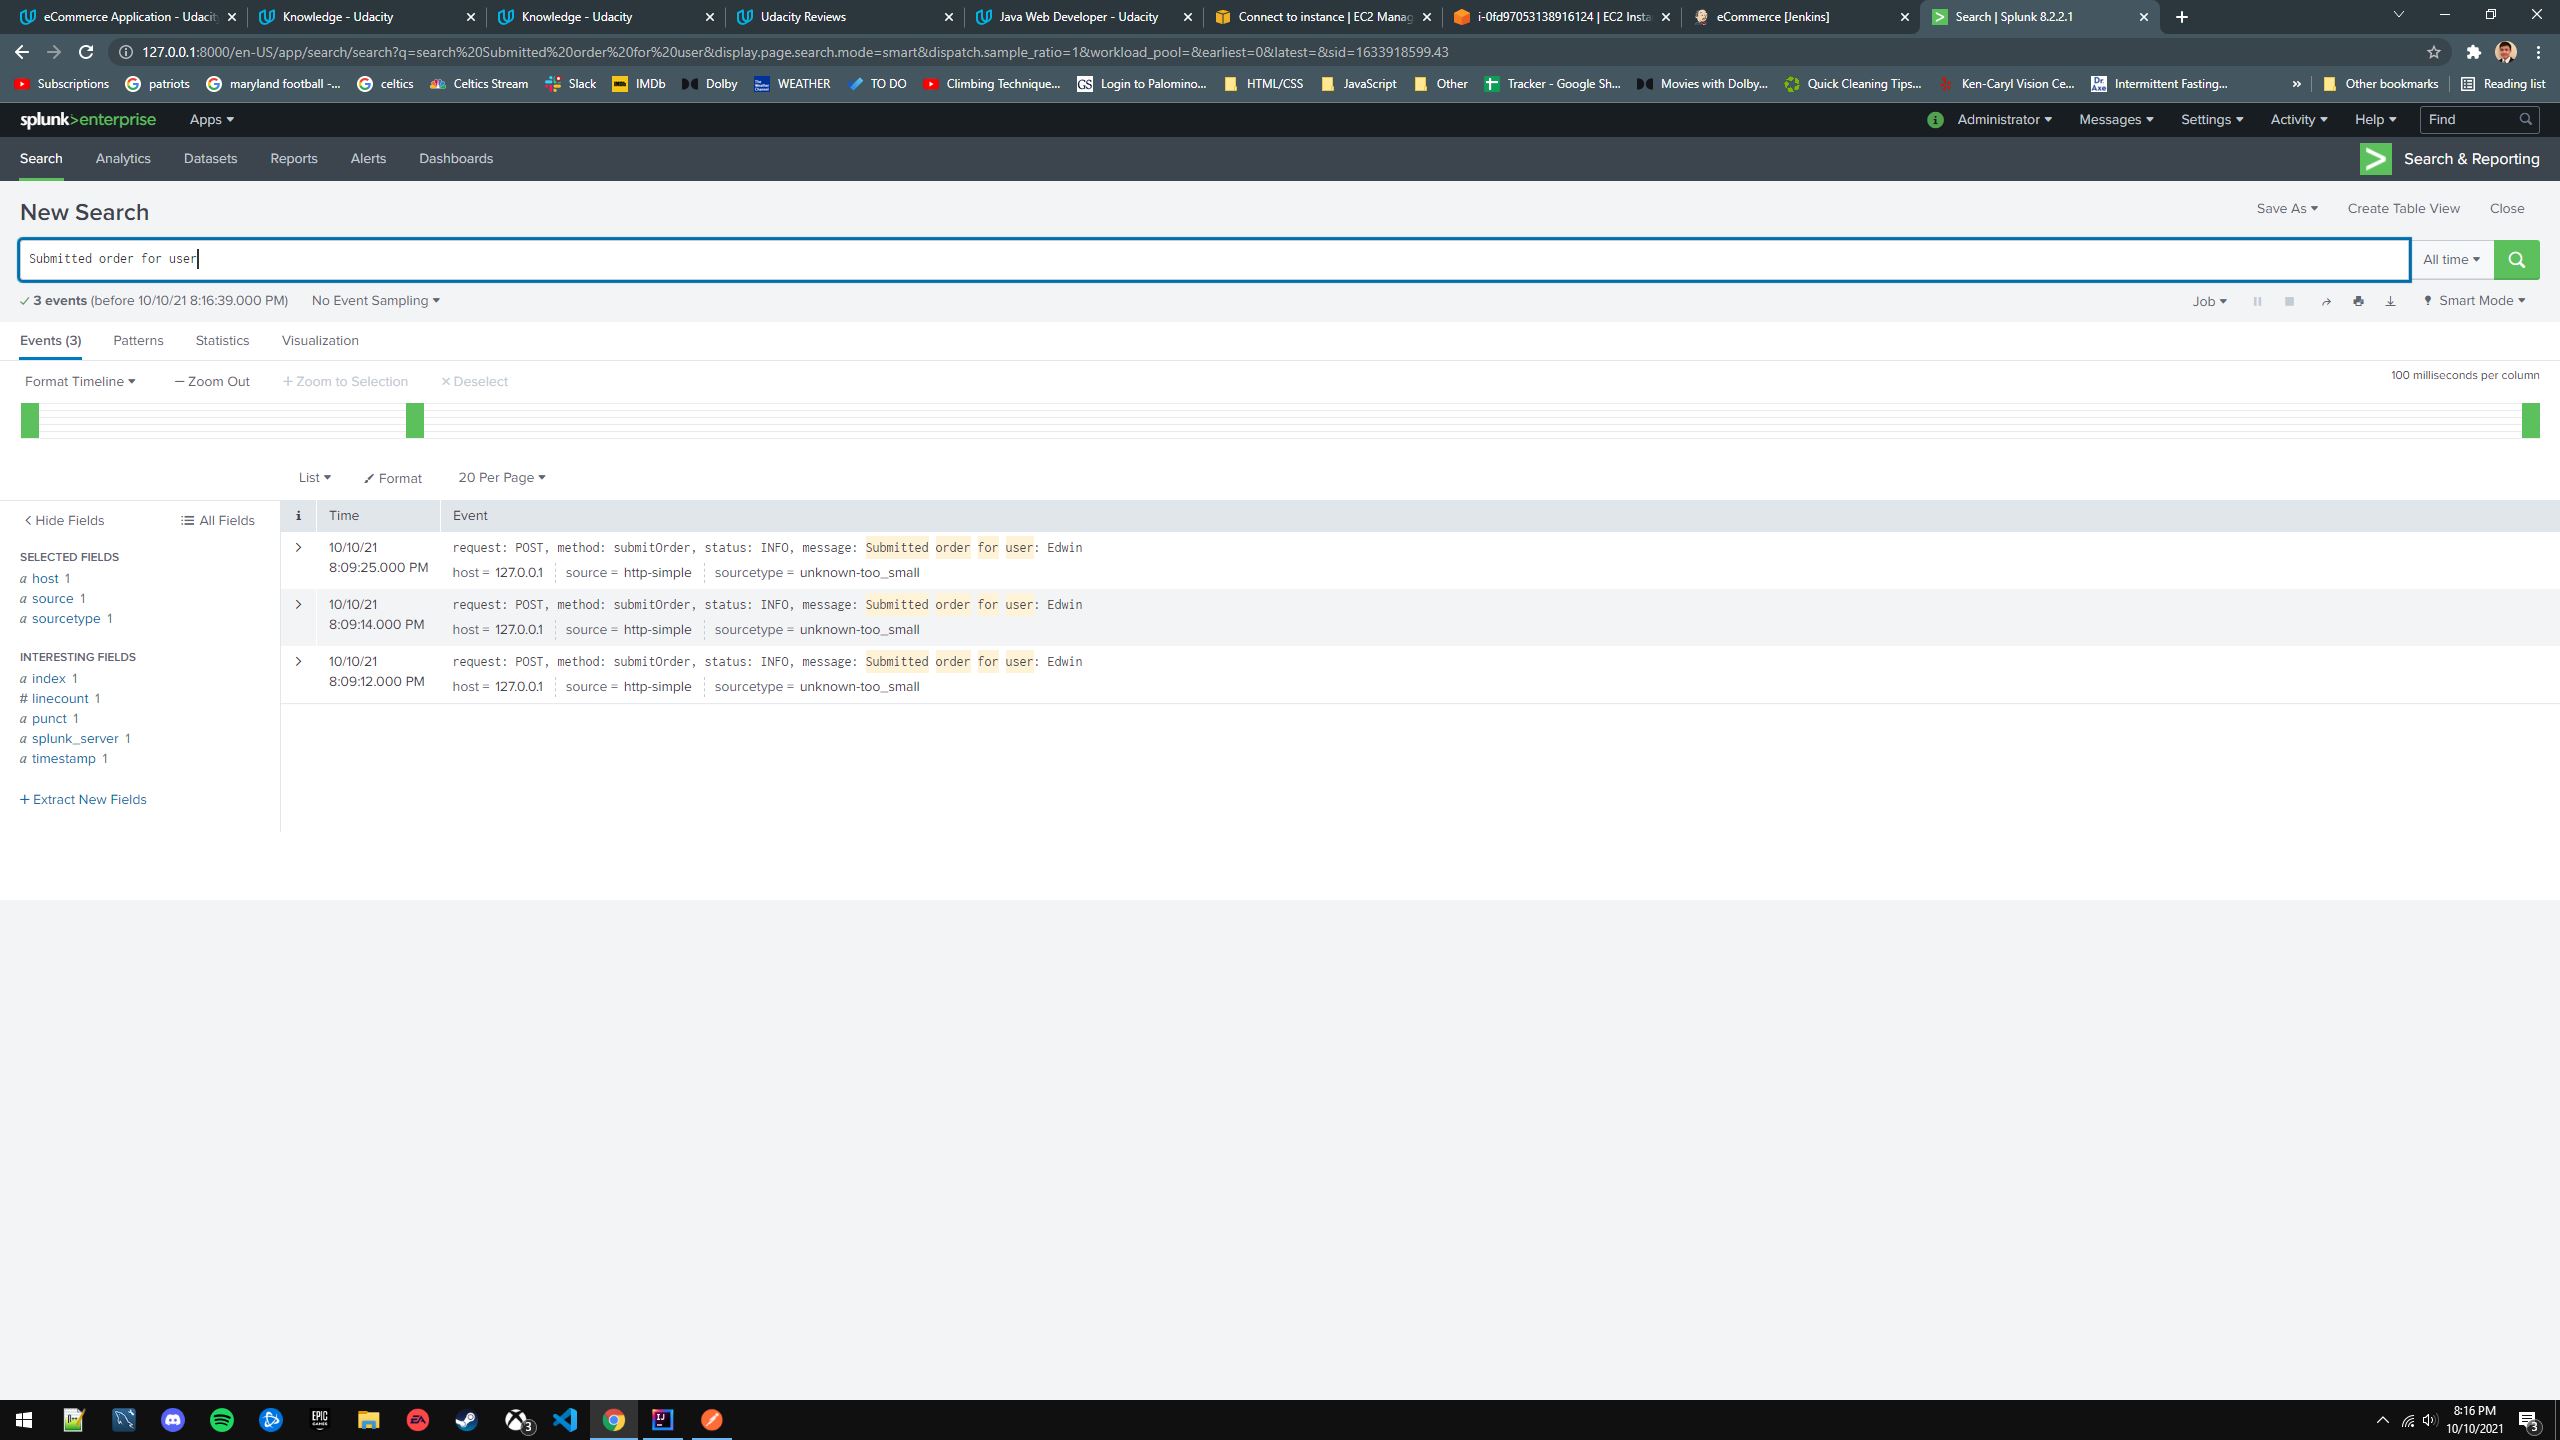 eCommerce Application - Udacity
Knowledge - Udacity
Knowledge - Udacity
Udacity Reviews
Java Web Developer - Udacity
Connect to instance | EC2 Manag
i-0fd97053138916124 | EC2 Insta
eCommerce [Jenkins]
Search | Splunk 8.2.2.1
127.0.0.1:8000/en-US/app/search/search?q=search%20Submitted%20order%20for%20user&display.page.search.mode=smart&dispatch.sample_ratio=1&workload_pool=&earliest=0&latest=&sid=1633918599.43
Subscriptions patriots maryland football -... celtics Celtics Stream Slack IMDb Dolby WEATHER TO DO Climbing Technique... GS Login to Palomino... HTML/CSS JavaScript Other Tracker - Google Sh... Movies with Dolby... Quick Cleaning Tips... Ken-Caryl Vision Ce... Dr. Axe Intermittent Fasting... » Other bookmarks Reading list
splunk>enterprise Apps Administrator Messages Settings Activity Help Find
Search Analytics Datasets Reports Alerts Dashboards Search & Reporting
New Search Save As Create Table View Close
Submitted order for user All time
3 events (before 10/10/21 8:16:39.000 PM) No Event Sampling Job Smart Mode
Events (3) Patterns Statistics Visualization
Format Timeline — Zoom Out + Zoom to Selection × Deselect 100 milliseconds per column
List Format 20 Per Page
< Hide Fields All Fields
SELECTED FIELDS
a host 1
a source 1
a sourcetype 1
INTERESTING FIELDS
a index 1
# linecount 1
a punct 1
a splunk_server 1
a timestamp 1
+ Extract New Fields
i Time Event
> 10/10/21
8:09:25.000 PM
request: POST, method: submitOrder, status: INFO, message: Submitted order for user: Edwin
host = 127.0.0.1 source = http-simple sourcetype = unknown-too_small
> 10/10/21
8:09:14.000 PM
request: POST, method: submitOrder, status: INFO, message: Submitted order for user: Edwin
host = 127.0.0.1 source = http-simple sourcetype = unknown-too_small
> 10/10/21
8:09:12.000 PM
request: POST, method: submitOrder, status: INFO, message: Submitted order for user: Edwin
host = 127.0.0.1 source = http-simple sourcetype = unknown-too_small
EPIC GAMES
EA
3
IJ
8:16 PM
10/10/2021
3